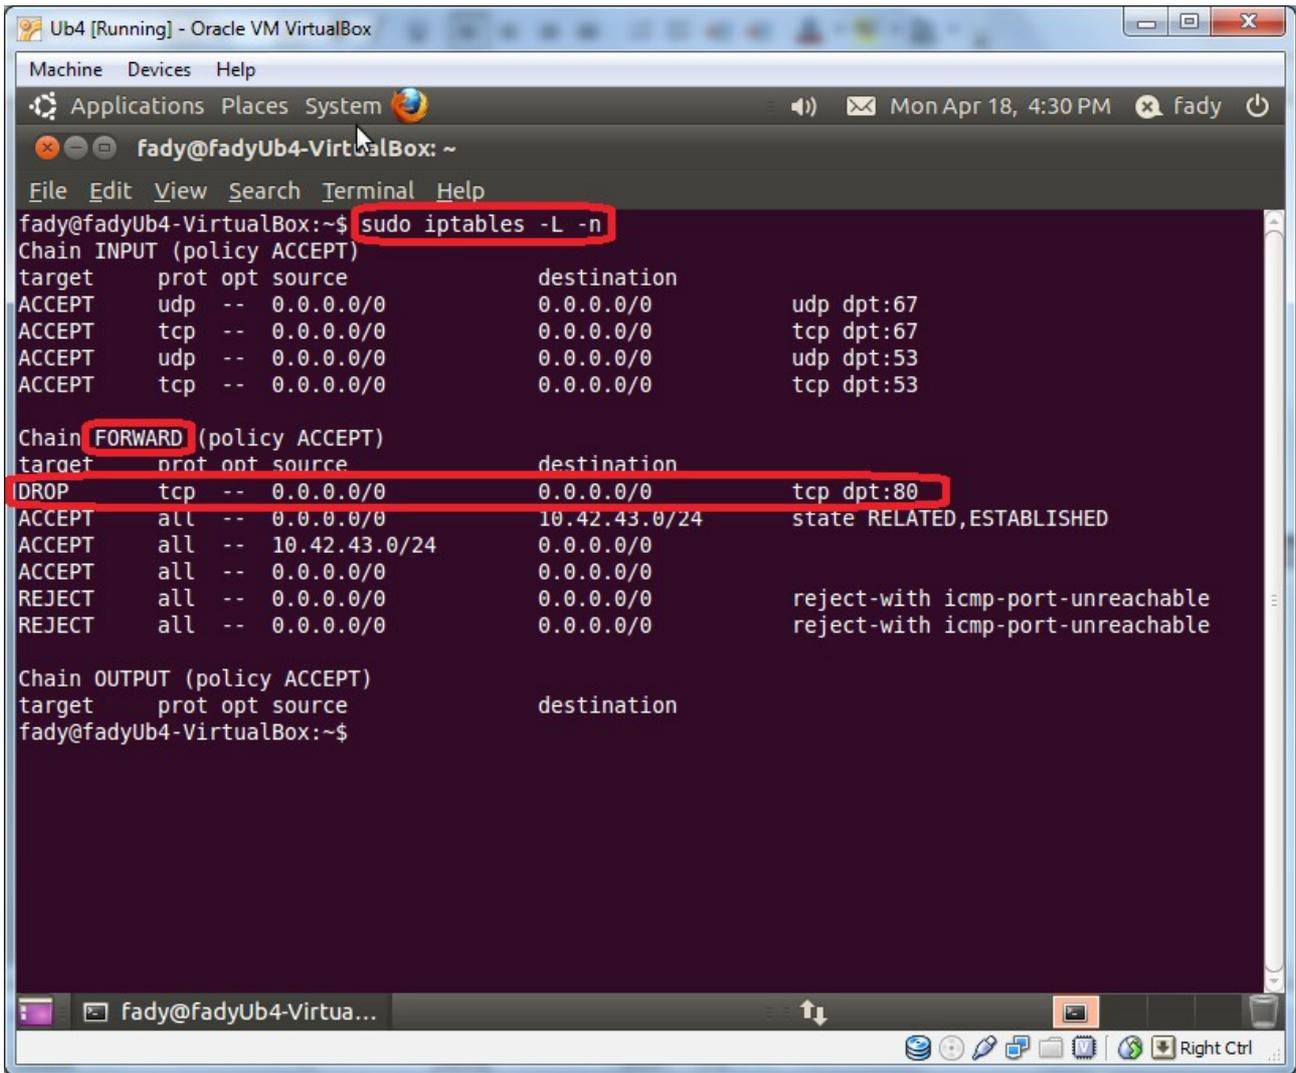 Ub4 [Running] - Oracle VM VirtualBox
Machine Devices Help
Applications Places System Mon Apr 18, 4:30 PM fady
fady@fadyUb4-VirtualBox: ~
File Edit View Search Terminal Help
fady@fadyUb4-VirtualBox:~$ sudo iptables -L -n
Chain INPUT (policy ACCEPT)
target prot opt source destination
ACCEPT udp -- 0.0.0.0/0 0.0.0.0/0 udp dpt:67
ACCEPT tcp -- 0.0.0.0/0 0.0.0.0/0 tcp dpt:67
ACCEPT udp -- 0.0.0.0/0 0.0.0.0/0 udp dpt:53
ACCEPT tcp -- 0.0.0.0/0 0.0.0.0/0 tcp dpt:53
Chain FORWARD (policy ACCEPT)
target prot opt source destination
DROP tcp -- 0.0.0.0/0 0.0.0.0/0 tcp dpt:80
ACCEPT all -- 0.0.0.0/0 10.42.43.0/24 state RELATED,ESTABLISHED
ACCEPT all -- 10.42.43.0/24 0.0.0.0/0
ACCEPT all -- 0.0.0.0/0 0.0.0.0/0
REJECT all -- 0.0.0.0/0 0.0.0.0/0 reject-with icmp-port-unreachable
REJECT all -- 0.0.0.0/0 0.0.0.0/0 reject-with icmp-port-unreachable
Chain OUTPUT (policy ACCEPT)
target prot opt source destination
fady@fadyUb4-VirtualBox:~$
fady@fadyUb4-Virtua...
Right Ctrl